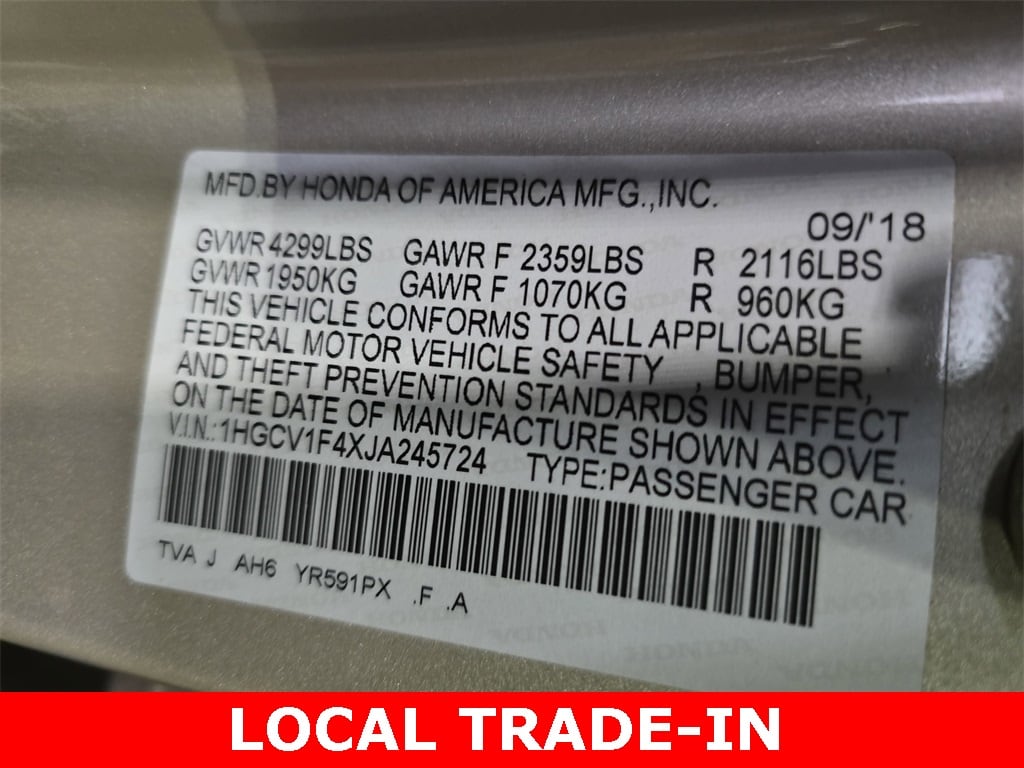 MFD.BY HONDA OF AMERICA MFG.,INC.
09/'18
GVWR 4299LBS GAWR F 2359LBS R 2116LBS
GVWR 1950KG GAWR F 1070KG R 960KG
THIS VEHICLE CONFORMS TO ALL APPLICABLE
FEDERAL MOTOR VEHICLE SAFETY , BUMPER,
AND THEFT PREVENTION STANDARDS IN EFFECT
ON THE DATE OF MANUFACTURE SHOWN ABOVE.
V.I.N.:1HGCV1F4XJA245724 TYPE:PASSENGER CAR
TVA J AH6 YR591PX .F .A
LOCAL TRADE-IN